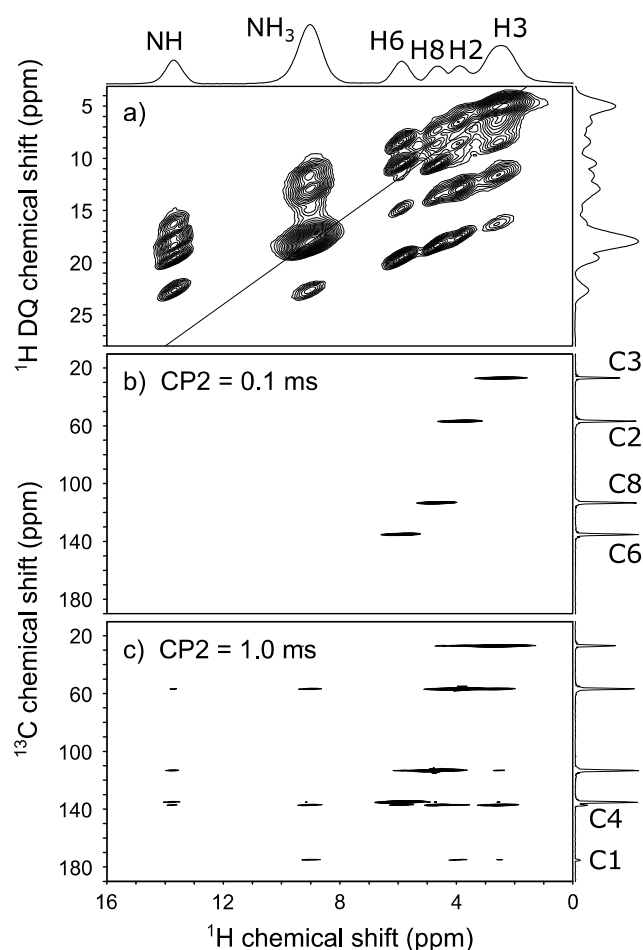 NH
NH₃
H6
H8
H2
H3
a)
5
10
15
20
25
¹H DQ chemical shift (ppm)
b) CP2 = 0.1 ms
20
60
100
140
190
C3
C2
C8
C6
c) CP2 = 1.0 ms
20
60
100
140
190
¹³C chemical shift (ppm)
C4
C1
16
12
8
4
0
¹H chemical shift (ppm)